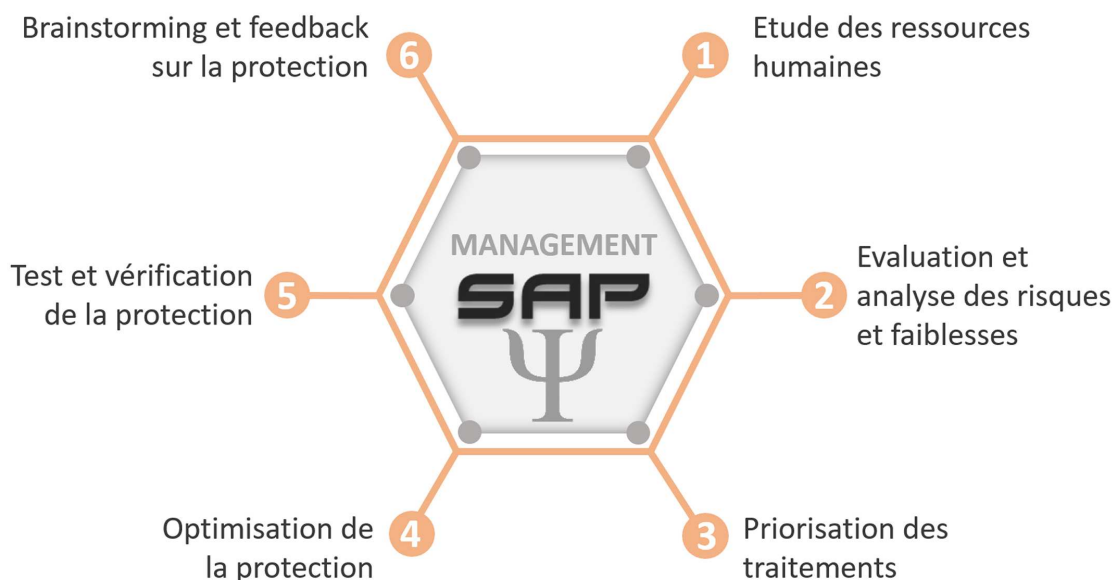 Brainstorming et feedback
sur la protection
6
1
Etude des ressources
humaines
MANAGEMENT
SAP
Ψ
2
Evaluation et
analyse des risques
et faiblesses
Test et vérification
de la protection
5
Optimisation de
la protection
4
3
Priorisation des
traitements